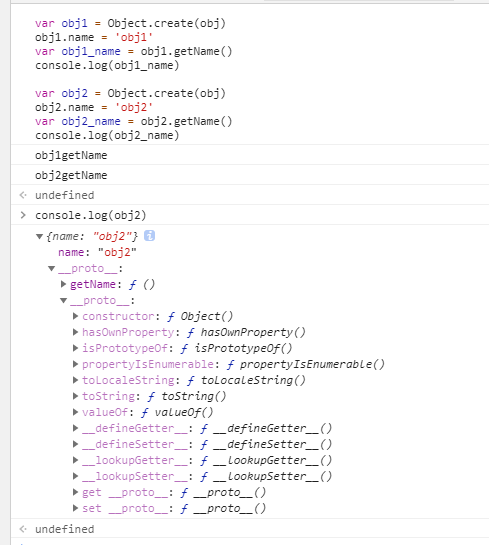 var obj1 = Object.create(obj)
obj1.name = 'obj1'
var obj1_name = obj1.getName()
console.log(obj1_name)
var obj2 = Object.create(obj)
obj2.name = 'obj2'
var obj2_name = obj2.getName()
console.log(obj2_name)
obj1getName
obj2getName
undefined
console.log(obj2)
{name: "obj2"} i
name: "obj2"
__proto__:
getName: ƒ ()
__proto__:
constructor: ƒ Object()
hasOwnProperty: ƒ hasOwnProperty()
isPrototypeOf: ƒ isPrototypeOf()
propertyIsEnumerable: ƒ propertyIsEnumerable()
toLocaleString: ƒ toLocaleString()
toString: ƒ toString()
valueOf: ƒ valueOf()
__defineGetter__: ƒ __defineGetter__()
__defineSetter__: ƒ __defineSetter__()
__lookupGetter__: ƒ __lookupGetter__()
__lookupSetter__: ƒ __lookupSetter__()
get __proto__: ƒ __proto__()
set __proto__: ƒ __proto__()
undefined